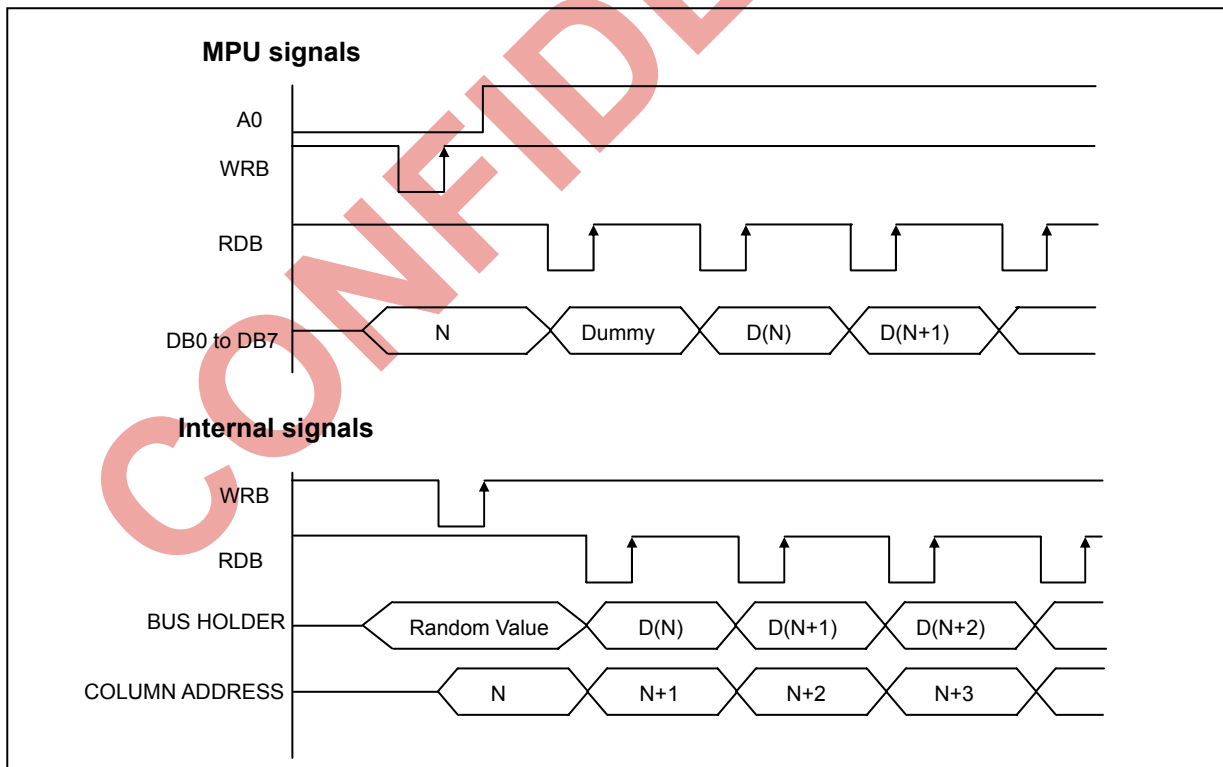 CONFIDE
MPU signals
A0
WRB
RDB
DB0 to DB7
N
Dummy
D(N)
D(N+1)
Internal signals
WRB
RDB
BUS HOLDER
Random Value
D(N)
D(N+1)
D(N+2)
COLUMN ADDRESS
N
N+1
N+2
N+3